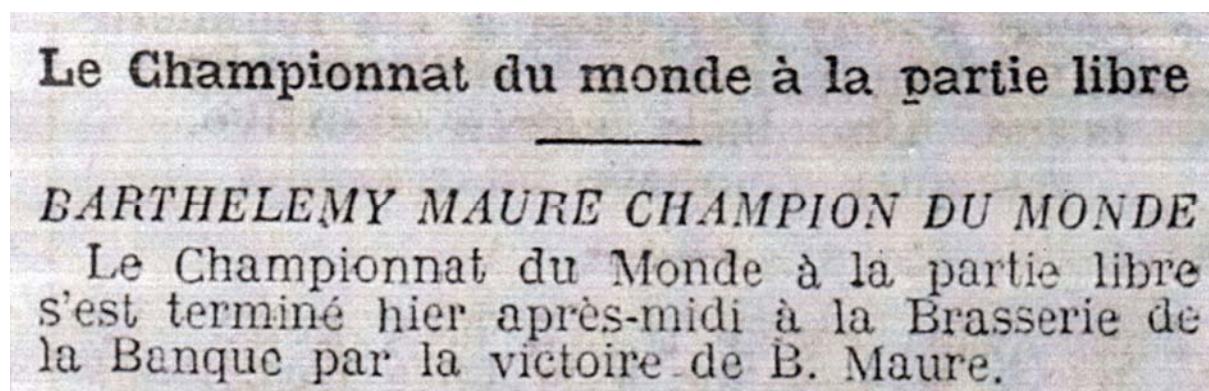 Le Championnat du monde à la partie libre
BARTHELEMY MAURE CHAMPION DU MONDE
Le Championnat du Monde à la partie libre
s'est terminé hier après-midi à la Brasserie de
la Banque par la victoire de B. Maure.